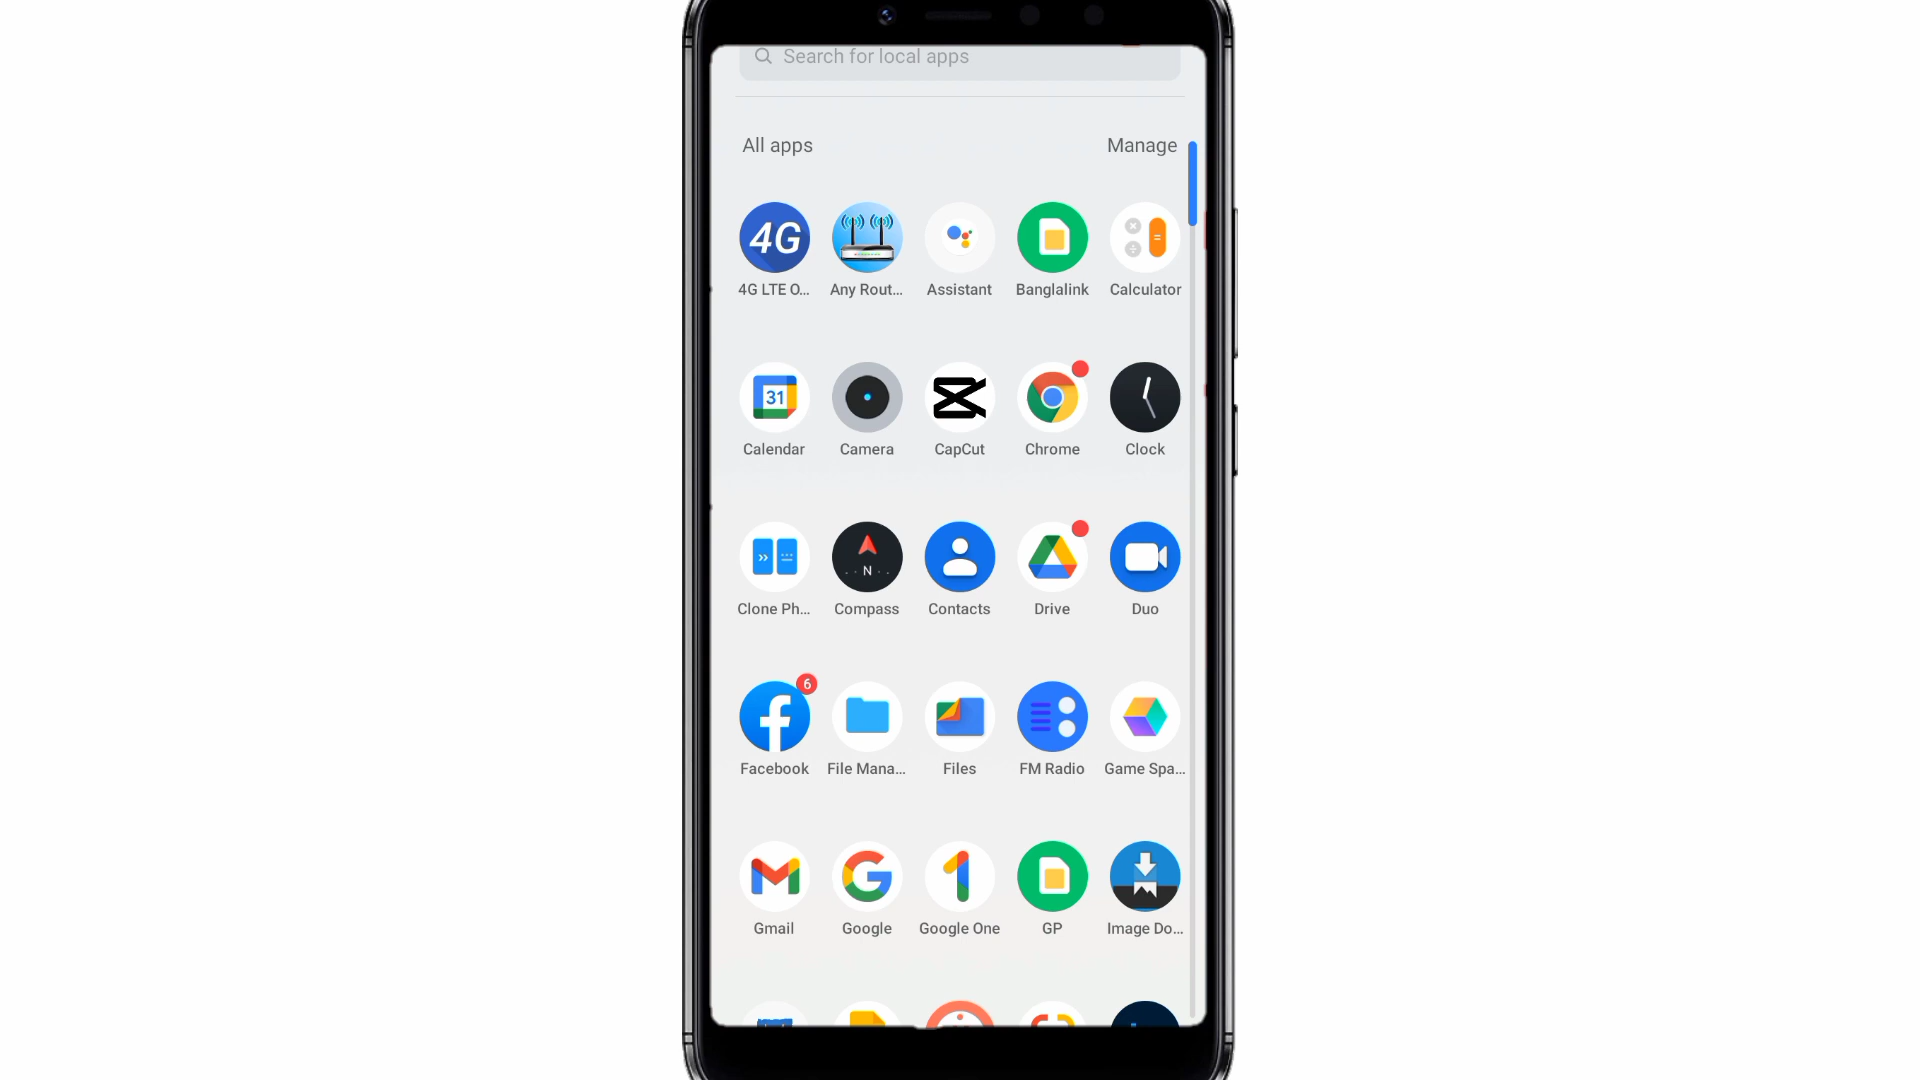 Search for local apps
All apps
Manage
4G
4G LTE O...
Any Rout...
Assistant
Banglalink
Calculator
31
Calendar
Camera
CapCut
Chrome
Clock
N
Clone Ph...
Compass
Contacts
Drive
Duo
6
Facebook
File Mana...
Files
FM Radio
Game Spa...
Gmail
Google
Google One
GP
Image Do...